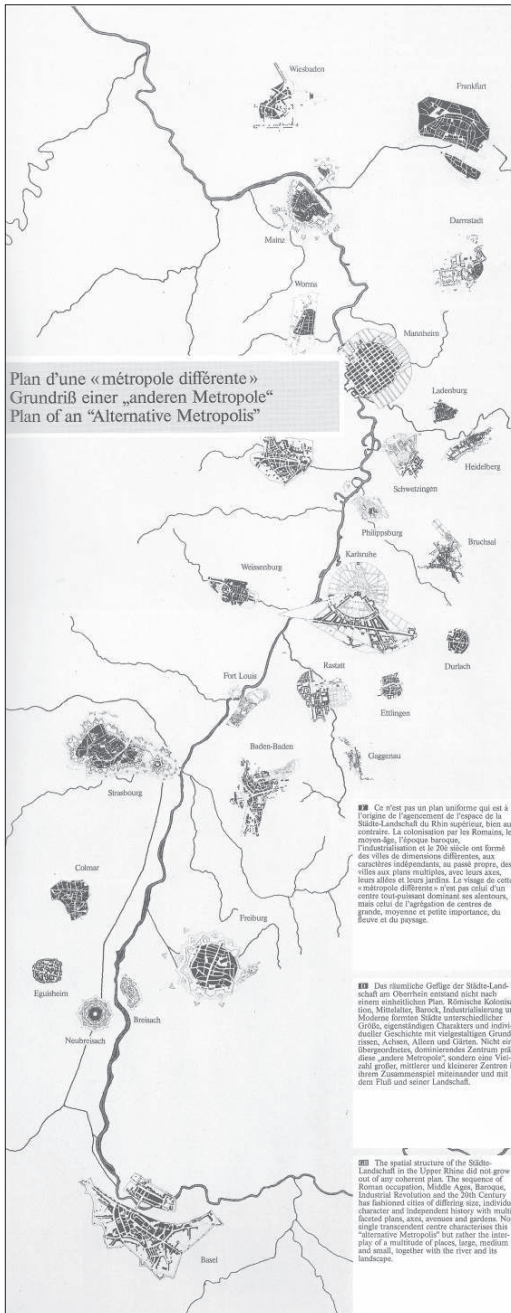 Wiesbaden
Frankfurt
Mainz
Darmstadt
Worms
Mannheim
Plan d'une « métropole différente »
Grundriß einer „anderen Metropole“
Plan of an “Alternative Metropolis”
Ladenburg
Heidelberg
Schwetzingen
Philippsburg
Bruchsal
Karlsruhe
Weissenburg
Durlach
Rastatt
Fort Louis
Ettlingen
Baden-Baden
Gaggenau
Strasbourg
Ce n'est pas un plan uniforme qui est à
l'origine de l'agencement de l'espace de la
Städte-Landschaft du Rhin supérieur, bien au
contraire. La colonisation par les Romains, le
moyen-âge, l'époque baroque,
l'industrialisation et le 20è siècle ont formé
des villes de dimensions différentes, aux
caractères indépendants, au passé propre, des
villes aux plans multiples, avec leurs axes,
leurs allées et leurs jardins. Le visage de cette
« métropole différente » n'est pas celui d'un
centre tout-puissant dominant ses alentours,
mais celui de l'agrégation de centres de
grande, moyenne et petite importance, du
fleuve et du paysage.
Colmar
Freiburg
Eguisheim
Breisach
Neubreisach
Das räumliche Gefüge der Städte-Land-
schaft am Oberrhein entstand nicht nach
einem einheitlichen Plan. Römische Kolonisa
tion, Mittelalter, Barock, Industrialisierung u
Moderne formten Städte unterschiedlicher
Größe, eigenständigen Charakters und indivi-
dueller Geschichte mit vielgestaltigen Grund
rissen, Achsen, Alleen und Gärten. Nicht ein
übergeordnetes, dominierendes Zentrum prä
diese „andere Metropole“, sondern eine Viel-
zahl großer, mittlerer und kleinerer Zentren i
ihrem Zusammenspiel miteinander und mit
dem Fluß und seiner Landschaft.
The spatial structure of the Städte-
Landschaft in the Upper Rhine did not grow
out of any coherent plan. The sequence of
Roman occupation, Middle Ages, Baroque,
Industrial Revolution and the 20th Century
has fashioned cities of differing size, individu
character and independent history with multi
faceted plans, axes, avenues and gardens. No
single transcendent centre characterises this
“alternative Metropolis” but rather the inter-
play of a multitude of places, large, medium
and small, together with the river and its
landscape.
Basel